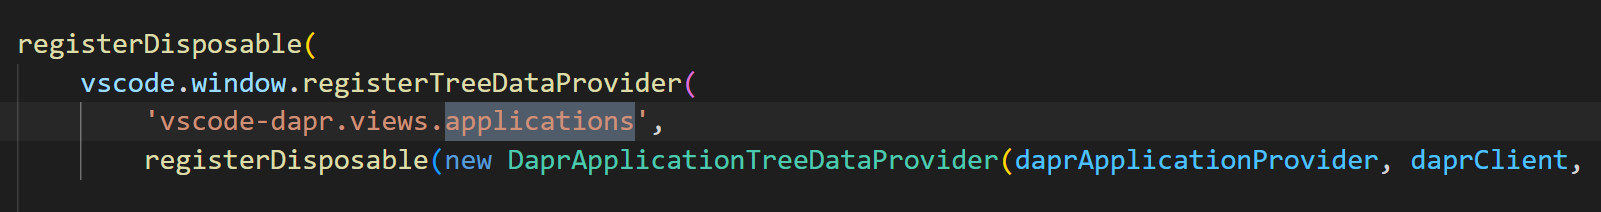 registerDisposable(
vscode.window.registerTreeDataProvider(
'vscode-dapr.views.applications',
registerDisposable(new DaprApplicationTreeDataProvider(daprApplicationProvider, daprClient,